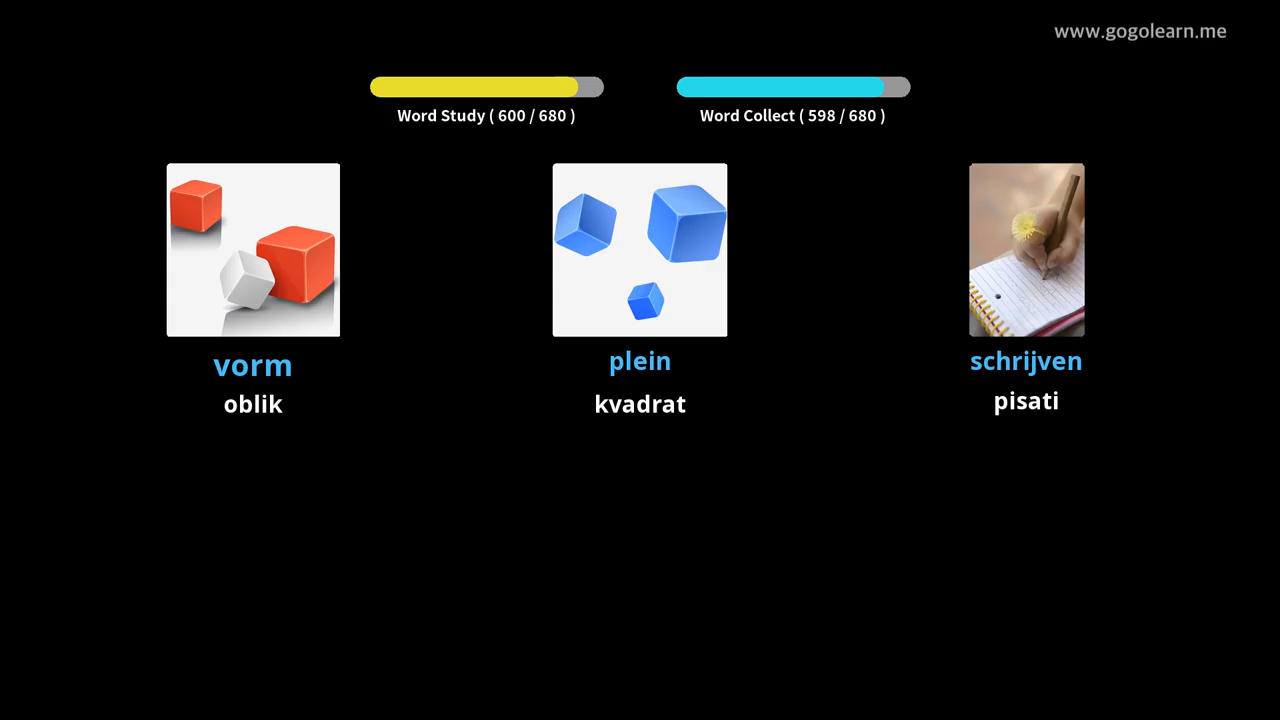 www.gogolearn.me
Word Study ( 600 / 680 )
Word Collect ( 598 / 680 )
vorm
plein
schrijven
oblik
kvadrat
pisati